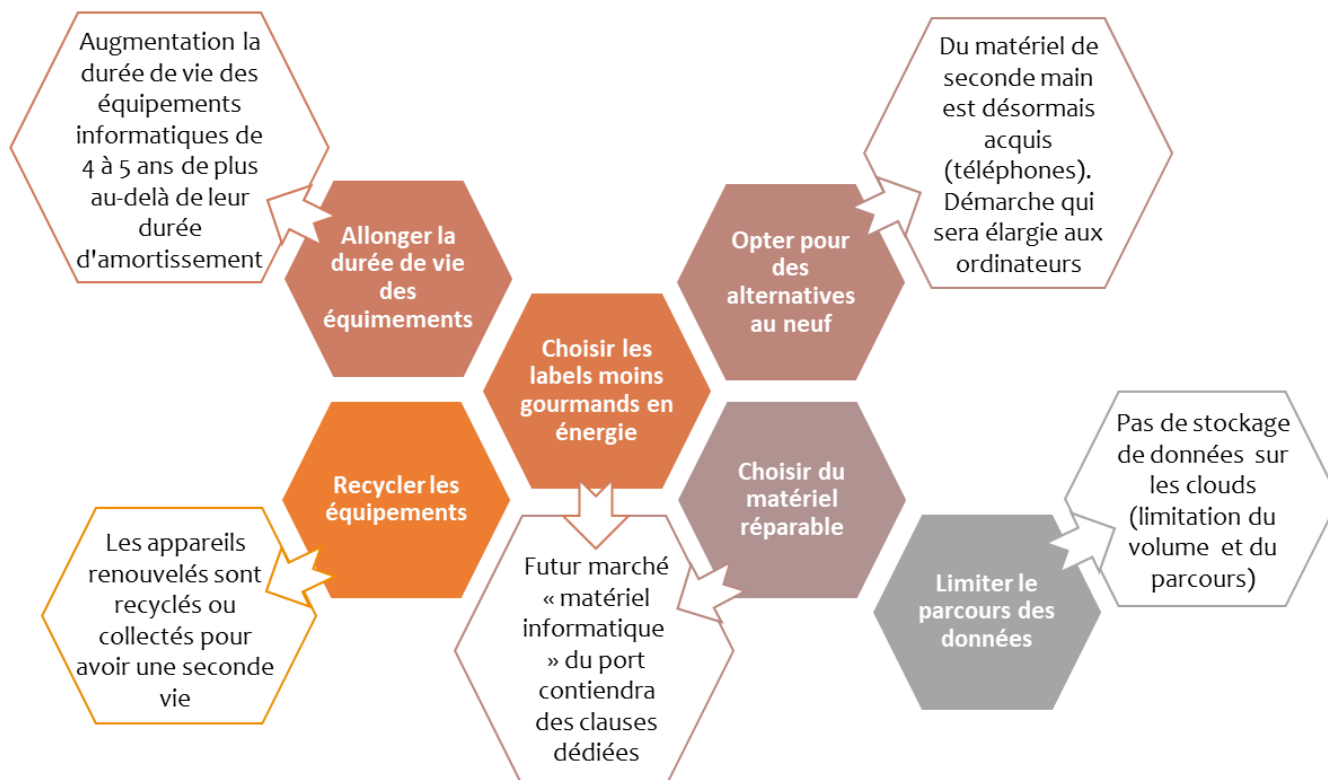 Augmentation la
durée de vie des
équipements
informatiques de
4 à 5 ans de plus
au-delà de leur
durée
d'amortissement
Allonger la
durée de vie
des
équimements
Du matériel de
seconde main
est désormais
acquis
(téléphones).
Démarche qui
sera élargie aux
ordinateurs
Opter pour
des
alternatives
au neuf
Choisir les
labels moins
gourmands en
énergie
Recycler les
équipements
Les appareils
renouvelés sont
recyclés ou
collectés pour
avoir une seconde
vie
Choisir du
matériel
réparable
Futur marché
« matériel
informatique
» du port
contiendra
des clauses
dédiées
Limiter le
parcours des
données
Pas de stockage
de données sur
les clouds
(limitation du
volume et du
parcours)